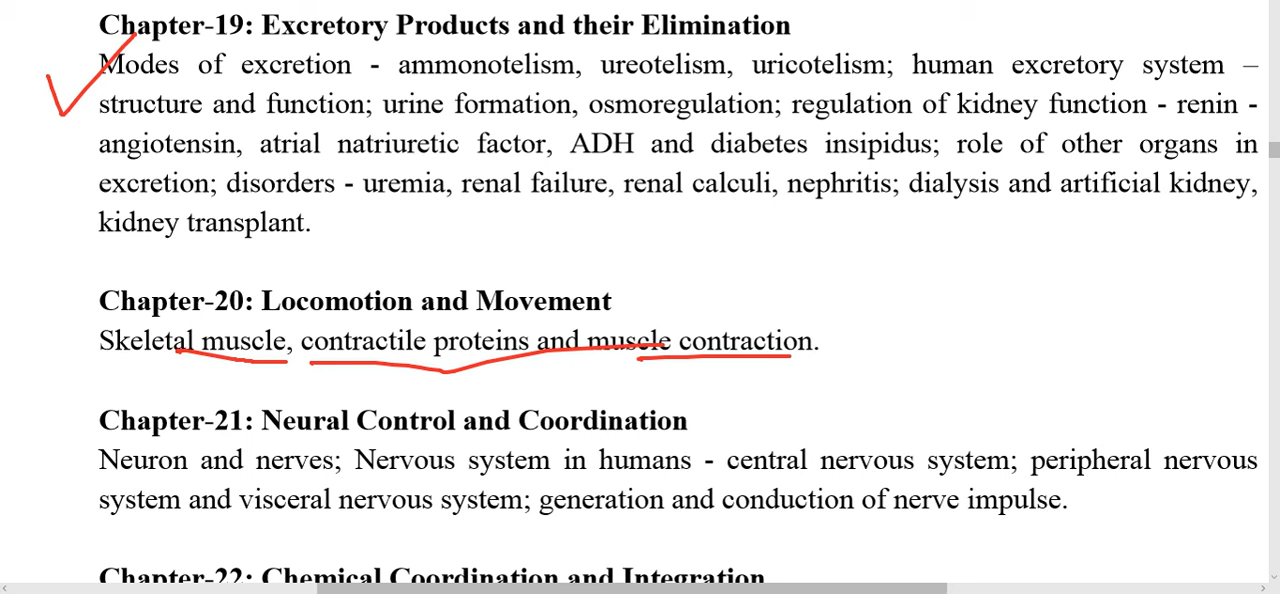 Chapter-19: Excretory Products and their Elimination
Modes of excretion - ammonotelism, ureotelism, uricotelism; human excretory system –
structure and function; urine formation, osmoregulation; regulation of kidney function - renin -
angiotensin, atrial natriuretic factor, ADH and diabetes insipidus; role of other organs in
excretion; disorders - uremia, renal failure, renal calculi, nephritis; dialysis and artificial kidney,
kidney transplant.
Chapter-20: Locomotion and Movement
Skeletal muscle, contractile proteins and muscle contraction.
Chapter-21: Neural Control and Coordination
Neuron and nerves; Nervous system in humans - central nervous system; peripheral nervous
system and visceral nervous system; generation and conduction of nerve impulse.
Chapter-22: Chemical Coordination and Integration